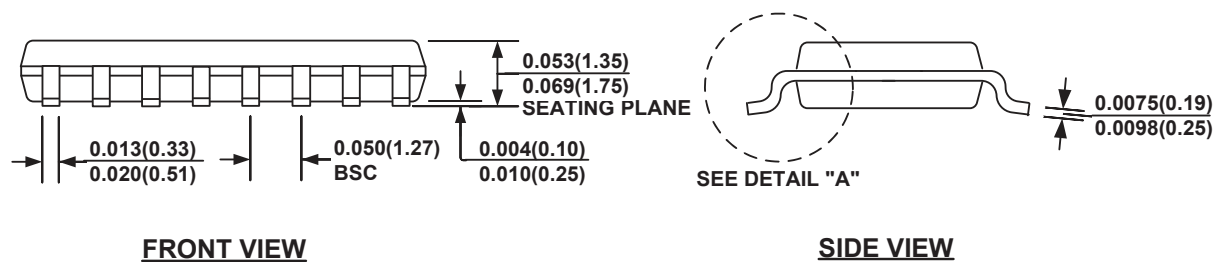 0.053(1.35)
0.069(1.75)
SEATING PLANE
0.013(0.33)
0.020(0.51)
0.050(1.27)
BSC
0.004(0.10)
0.010(0.25)
FRONT VIEW
0.0075(0.19)
0.0098(0.25)
SEE DETAIL "A"
SIDE VIEW